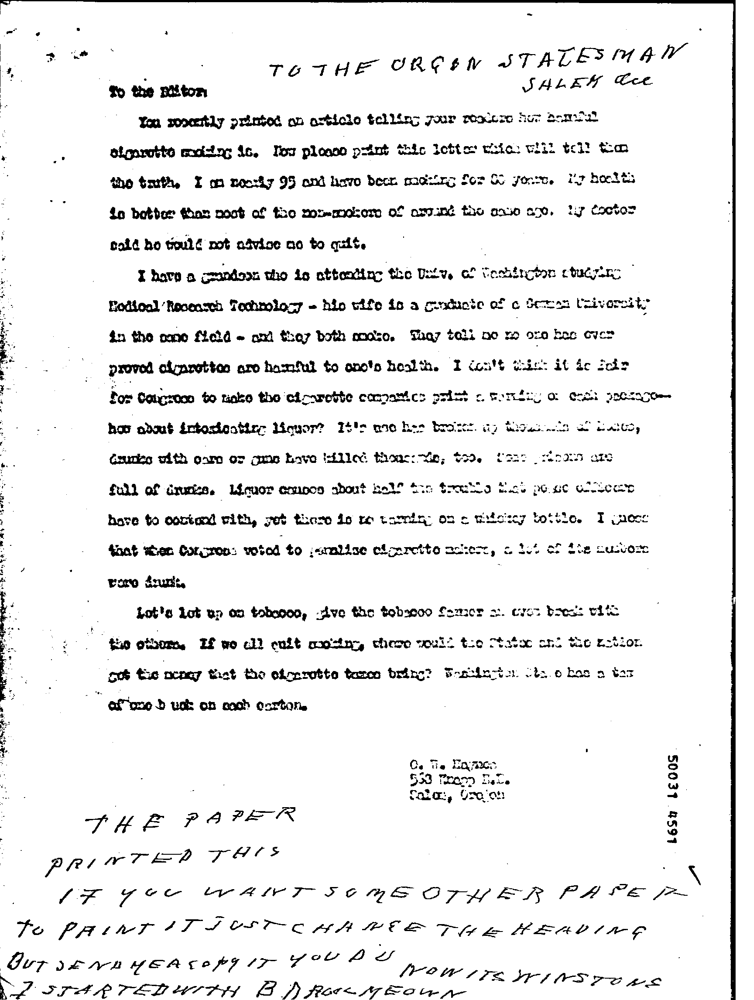 TO THE ORGON STATESMAN
SALEM Ore
To the Editor:
You recently printed an article telling your readers how harmful
cigarette smoking is. Now please print this letter which will tell them
the truth. I am nearly 95 and have been smoking for years. My health
is better than most of the non-smokers of around the same age. My doctor
said he would not advise me to quit.
I have a grandson who is attending the Univ. of Washington studying
Medical Research Technology - his wife is a graduate of a German University
in the same field - and they both smoke. They tell me no one has ever
proved cigarettes are harmful to one's health. I don't think it is fair
for Congress to make the cigarette companies print a warning on each package—
how about intoxicating liquor? It's use has broken up thousands of homes,
drunks with cars or guns have killed thousands, too. prisons are
full of drunks. Liquor causes about half the trouble that police officers
have to contend with, yet there is no warning on a whiskey bottle. I guess
that when Congress voted to penalise cigarette makers, a lot of its members
were drunk.
Let's let up on tobacco, give the tobacco farmer an even break with
the others. If we all quit smoking, where would the States and the nation
get the money that the cigarette taxes bring? Washington State has a tax
of one b uck on each carton.
O. W.
Salem, Oregon
50031 4591
THE PAPER
PRINTED THIS
IF YOU WANT SOME OTHER PAPER
TO PRINT IT JUST CHANGE THE HEADING
BUT SEND ME A COPY IF YOU DO
NOW ITS WINSTONS
I STARTED WITH